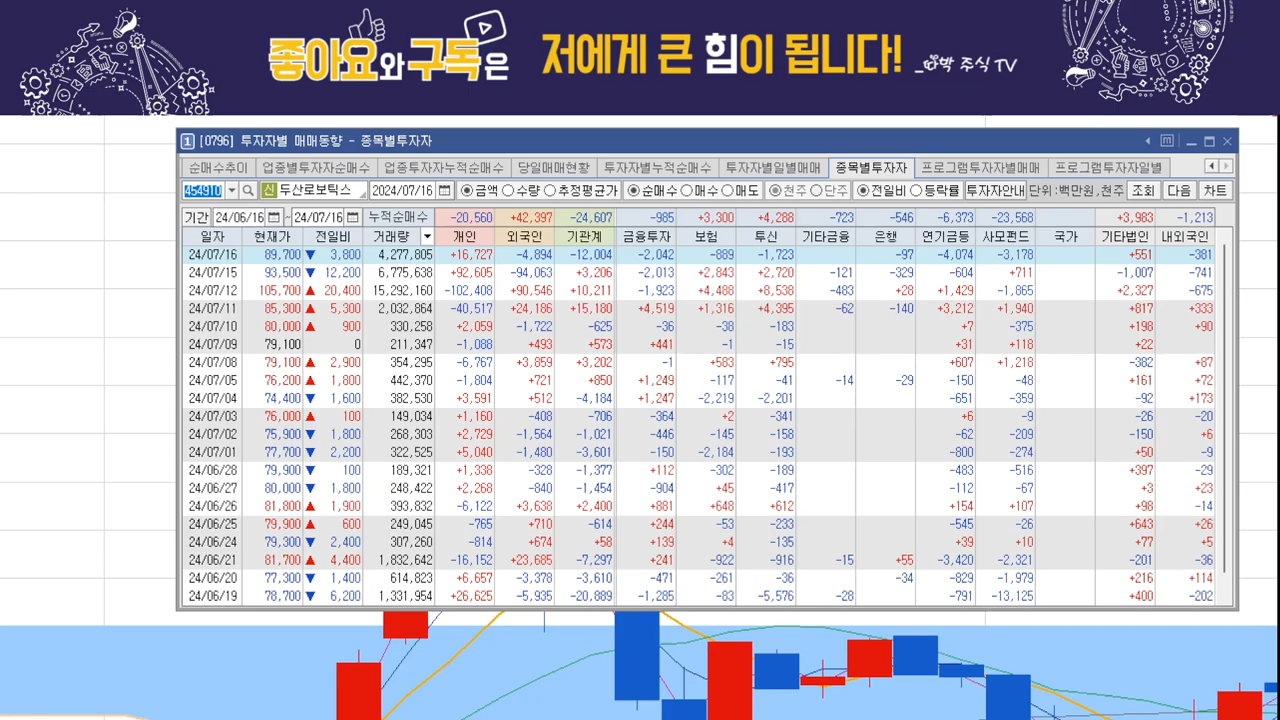 좋아요와 구독은 저에게 큰 힘이 됩니다! _호박 주식 TV
1 [0796] 투자자별 매매동향 - 종목별투자자
순매수추이 업종별투자자순매수 업종투자자누적순매수 당일매매현황 투자자별누적순매수 투자자별일별매매 종목별투자자 프로그램투자자별매매 프로그램투자자일별
454910 신 두산로보틱스 2024/07/16 금액 수량 추정평균가 순매수 매수 매도 천주 단주 전일비 등락률 투자자안내 단위:백만원,천주 조회 다음 차트
기간 24/06/16 ~ 24/07/16 누적순매수 -20,560 +42,397 -24,607 -985 +3,300 +4,288 -723 -546 -6,373 -23,568 +3,983 -1,213
일자 현재가 전일비 거래량 개인 외국인 기관계 금융투자 보험 투신 기타금융 은행 연기금등 사모펀드 국가 기타법인 내외국인
24/07/16 89,700 ▼ 3,800 4,277,805 +16,727 -4,894 -12,004 -2,042 -889 -1,723 -97 -4,074 -3,178 +551 -381
24/07/15 93,500 ▼ 12,200 6,775,638 +92,605 -94,063 +3,206 -2,013 +2,843 +2,720 -121 -329 -604 +711 -1,007 -741
24/07/12 105,700 ▲ 20,400 15,292,160 -102,408 +90,546 +10,211 -1,923 +4,488 +8,538 -483 +28 +1,429 -1,865 +2,327 -675
24/07/11 85,300 ▲ 5,300 2,032,864 -40,517 +24,186 +15,180 +4,519 +1,316 +4,395 -62 -140 +3,212 +1,940 +817 +333
24/07/10 80,000 ▲ 900 330,258 +2,059 -1,722 -625 -36 -38 -183 +7 -375 +198 +90
24/07/09 79,100 0 211,347 -1,088 +493 +573 +441 -1 -15 +31 +118 +22
24/07/08 79,100 ▲ 2,900 354,295 -6,767 +3,859 +3,202 -1 +583 +795 +607 +1,218 -382 +87
24/07/05 76,200 ▲ 1,800 442,370 -1,804 +721 +850 +1,249 -117 -41 -14 -29 -150 -48 +161 +72
24/07/04 74,400 ▼ 1,600 382,530 +3,591 +512 -4,184 +1,247 -2,219 -2,201 -651 -359 -92 +173
24/07/03 76,000 ▲ 100 149,034 +1,160 -408 -706 -364 +2 -341 +6 -9 -26 -20
24/07/02 75,900 ▼ 1,800 268,303 +2,729 -1,564 -1,021 -446 -145 -158 -62 -209 -150 +6
24/07/01 77,700 ▼ 2,200 322,525 +5,040 -1,480 -3,601 -150 -2,184 -193 -800 -274 +50 -9
24/06/28 79,900 ▼ 100 189,321 +1,338 -328 -1,377 +112 -302 -189 -483 -516 +397 -29
24/06/27 80,000 ▼ 1,800 248,422 +2,268 -840 -1,454 -904 +45 -417 -112 -67 +3 +23
24/06/26 81,800 ▲ 1,900 393,832 -6,122 +3,638 +2,400 +881 +648 +612 +154 +107 +98 -14
24/06/25 79,900 ▲ 600 249,045 -765 +710 -614 +244 -53 -233 -545 -26 +643 +26
24/06/24 79,300 ▼ 2,400 307,260 -814 +674 +58 +139 +4 -135 +39 +10 +77 +5
24/06/21 81,700 ▲ 4,400 1,832,642 -16,152 +23,685 -7,297 +241 -922 -916 -15 +55 -3,420 -2,321 -201 -36
24/06/20 77,300 ▼ 1,400 614,823 +6,657 -3,378 -3,610 -471 -261 -36 -34 -829 -1,979 +216 +114
24/06/19 78,700 ▼ 6,200 1,331,954 +26,625 -5,935 -20,889 -1,285 -83 -5,576 -28 -791 -13,125 +400 -202